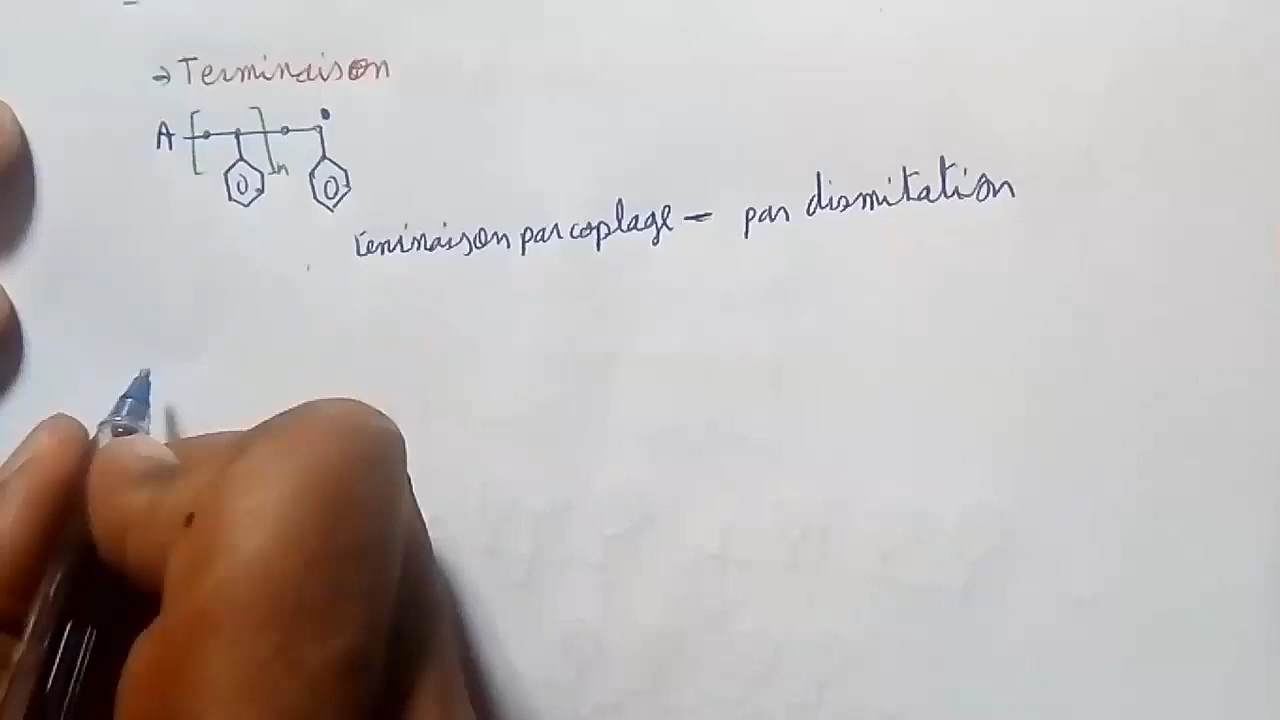 → Terminaison
A [ ]n
terminaison par coplage - par dismitation